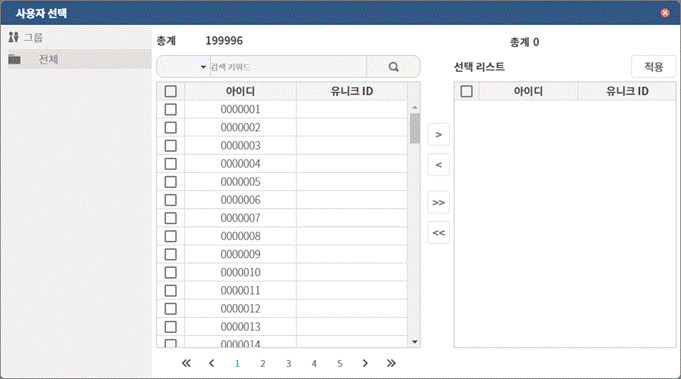 사용자 선택
그룹
전체
총계 199996
총계 0
검색 키워드
선택 리스트
적용
아이디 유니크 ID
아이디 유니크 ID
0000001
0000002
0000003
0000004
0000005
0000006
0000007
0000008
0000009
0000010
0000011
0000012
0000013
0000014
>
<
>>
<<
1 2 3 4 5